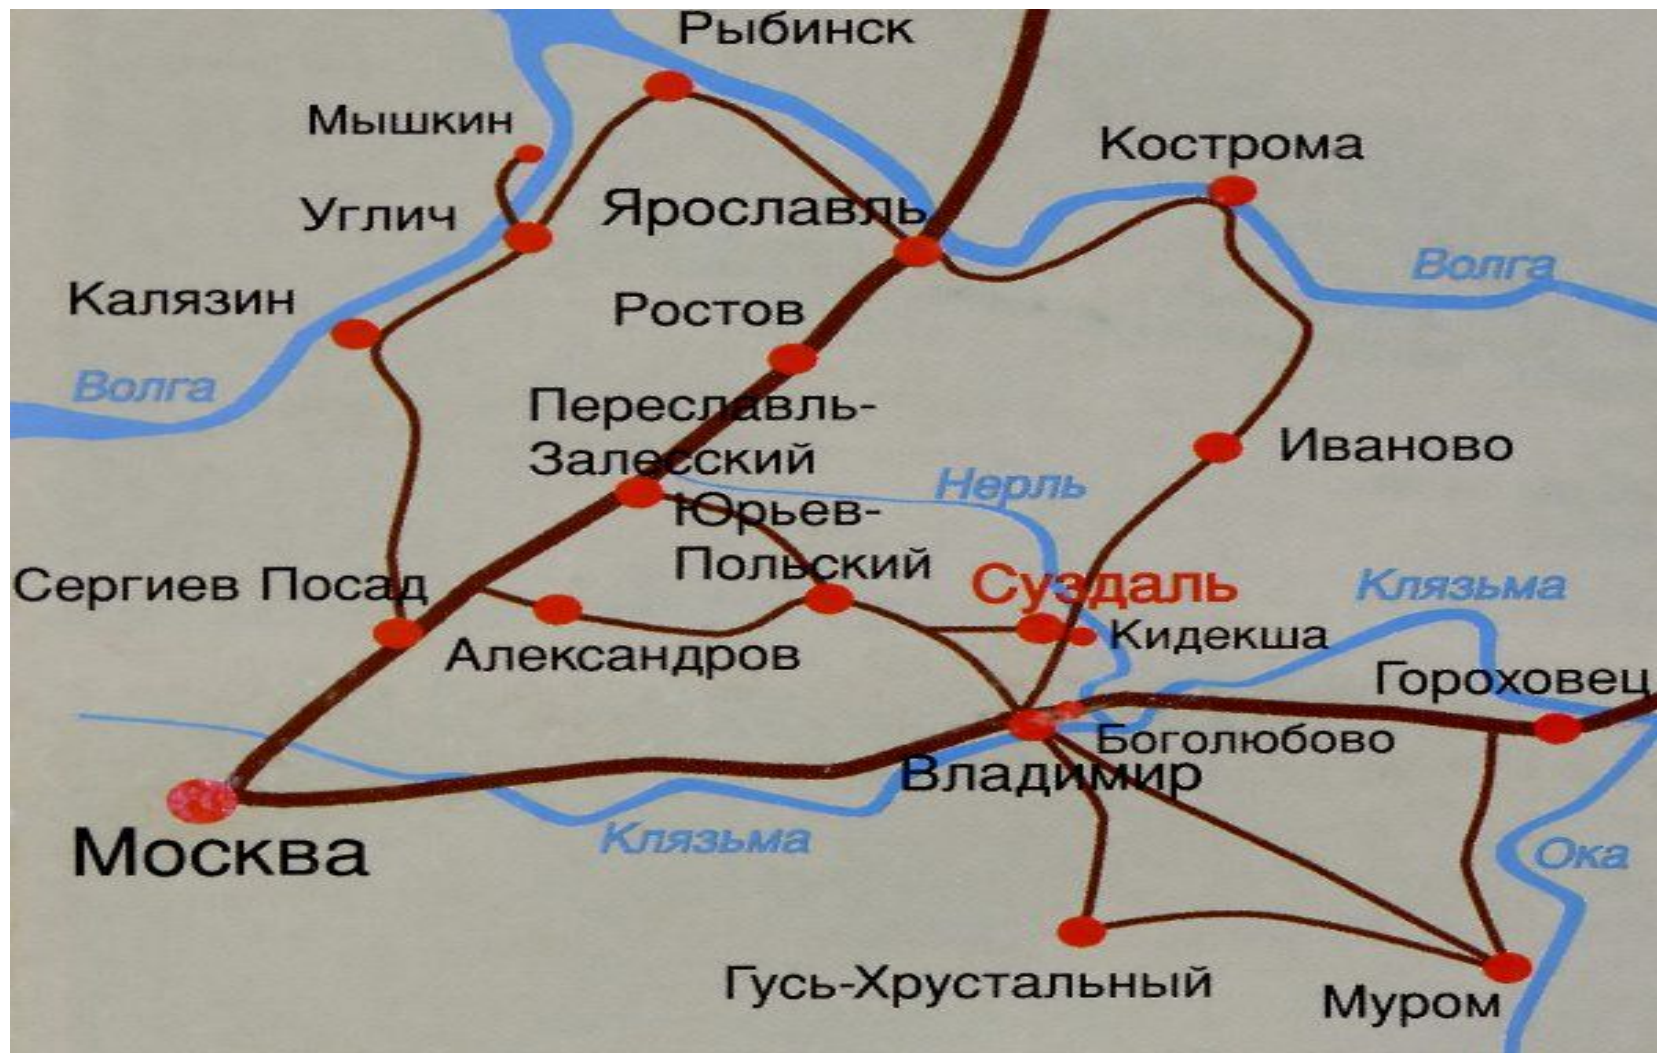 Рыбинск
Мышкин
Кострома
Углич
Ярославль
Волга
Калязин
Ростов
Волга
Переславль-
Залесский
Иваново
Нерль
Юрьев-
Польский
Сергиев Посад
Суздаль
Клязьма
Кидекша
Александров
Гороховец
Боголюбово
Владимир
Клязьма
Москва
Ока
Гусь-Хрустальный
Муром